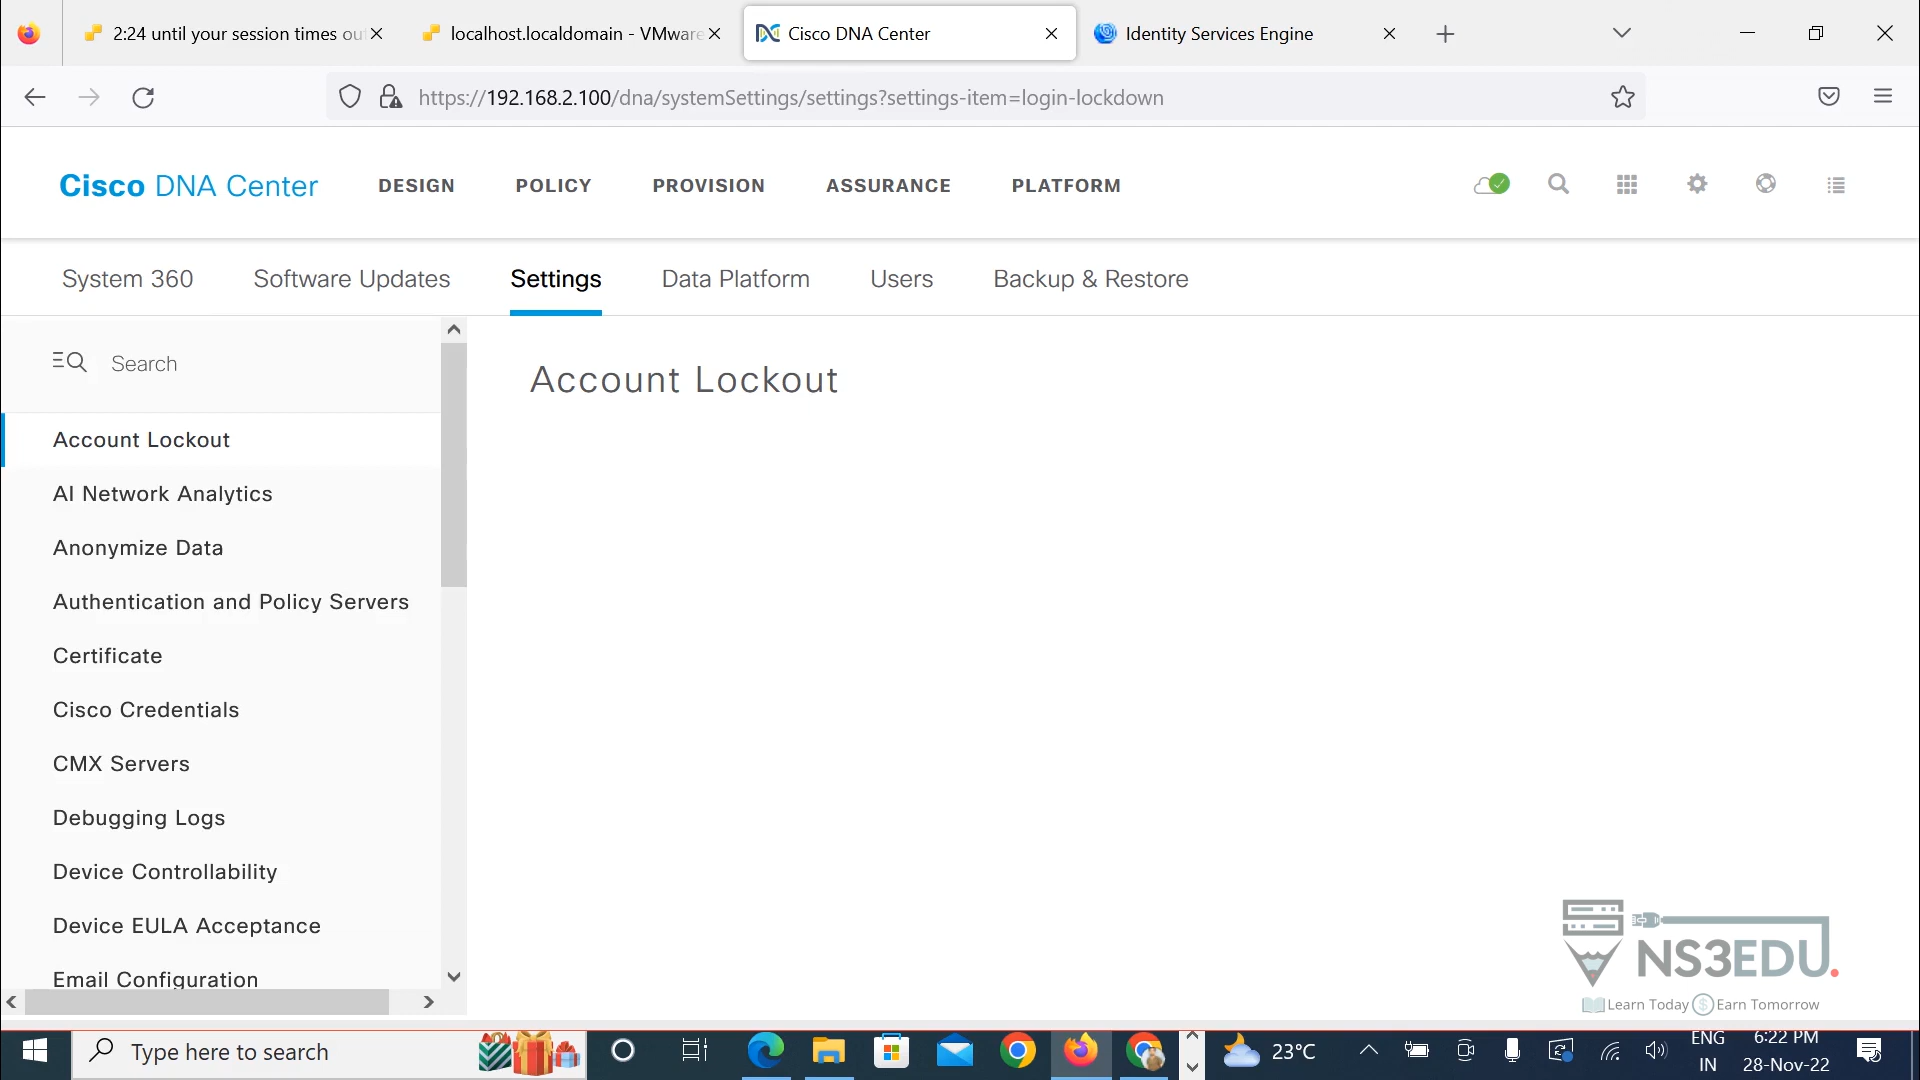 2:24 until your session times ou
localhost.localdomain - VMware
Cisco DNA Center
Identity Services Engine
https://192.168.2.100/dna/systemSettings/settings?settings-item=login-lockdown
Cisco DNA Center
DESIGN
POLICY
PROVISION
ASSURANCE
PLATFORM
System 360
Software Updates
Settings
Data Platform
Users
Backup & Restore
Search
Account Lockout
Account Lockout
AI Network Analytics
Anonymize Data
Authentication and Policy Servers
Certificate
Cisco Credentials
CMX Servers
Debugging Logs
Device Controllability
Device EULA Acceptance
Email Configuration
NS3EDU.
Learn Today $ Earn Tomorrow
Type here to search
23°C
ENG
IN
6:22 PM
28-Nov-22